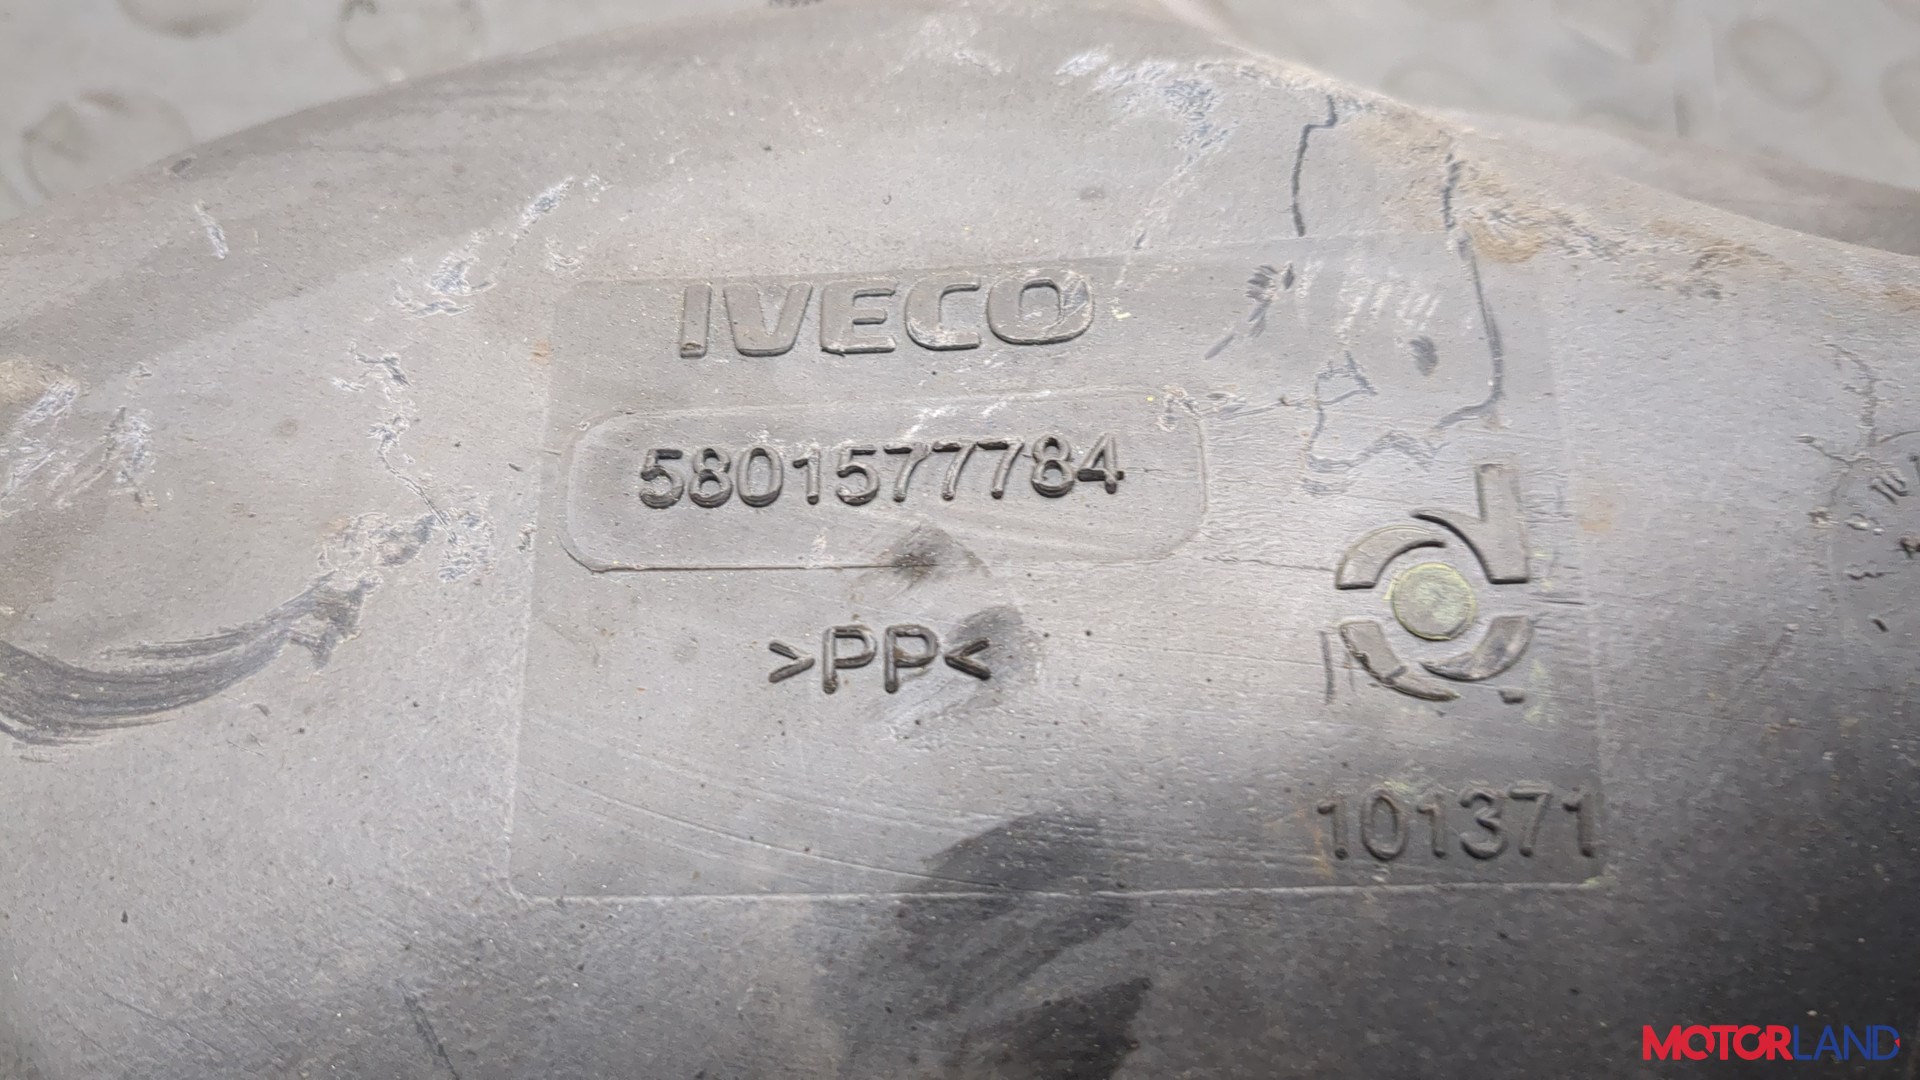 IVECO
5801577784
>PP<
101371
MOTORLAND